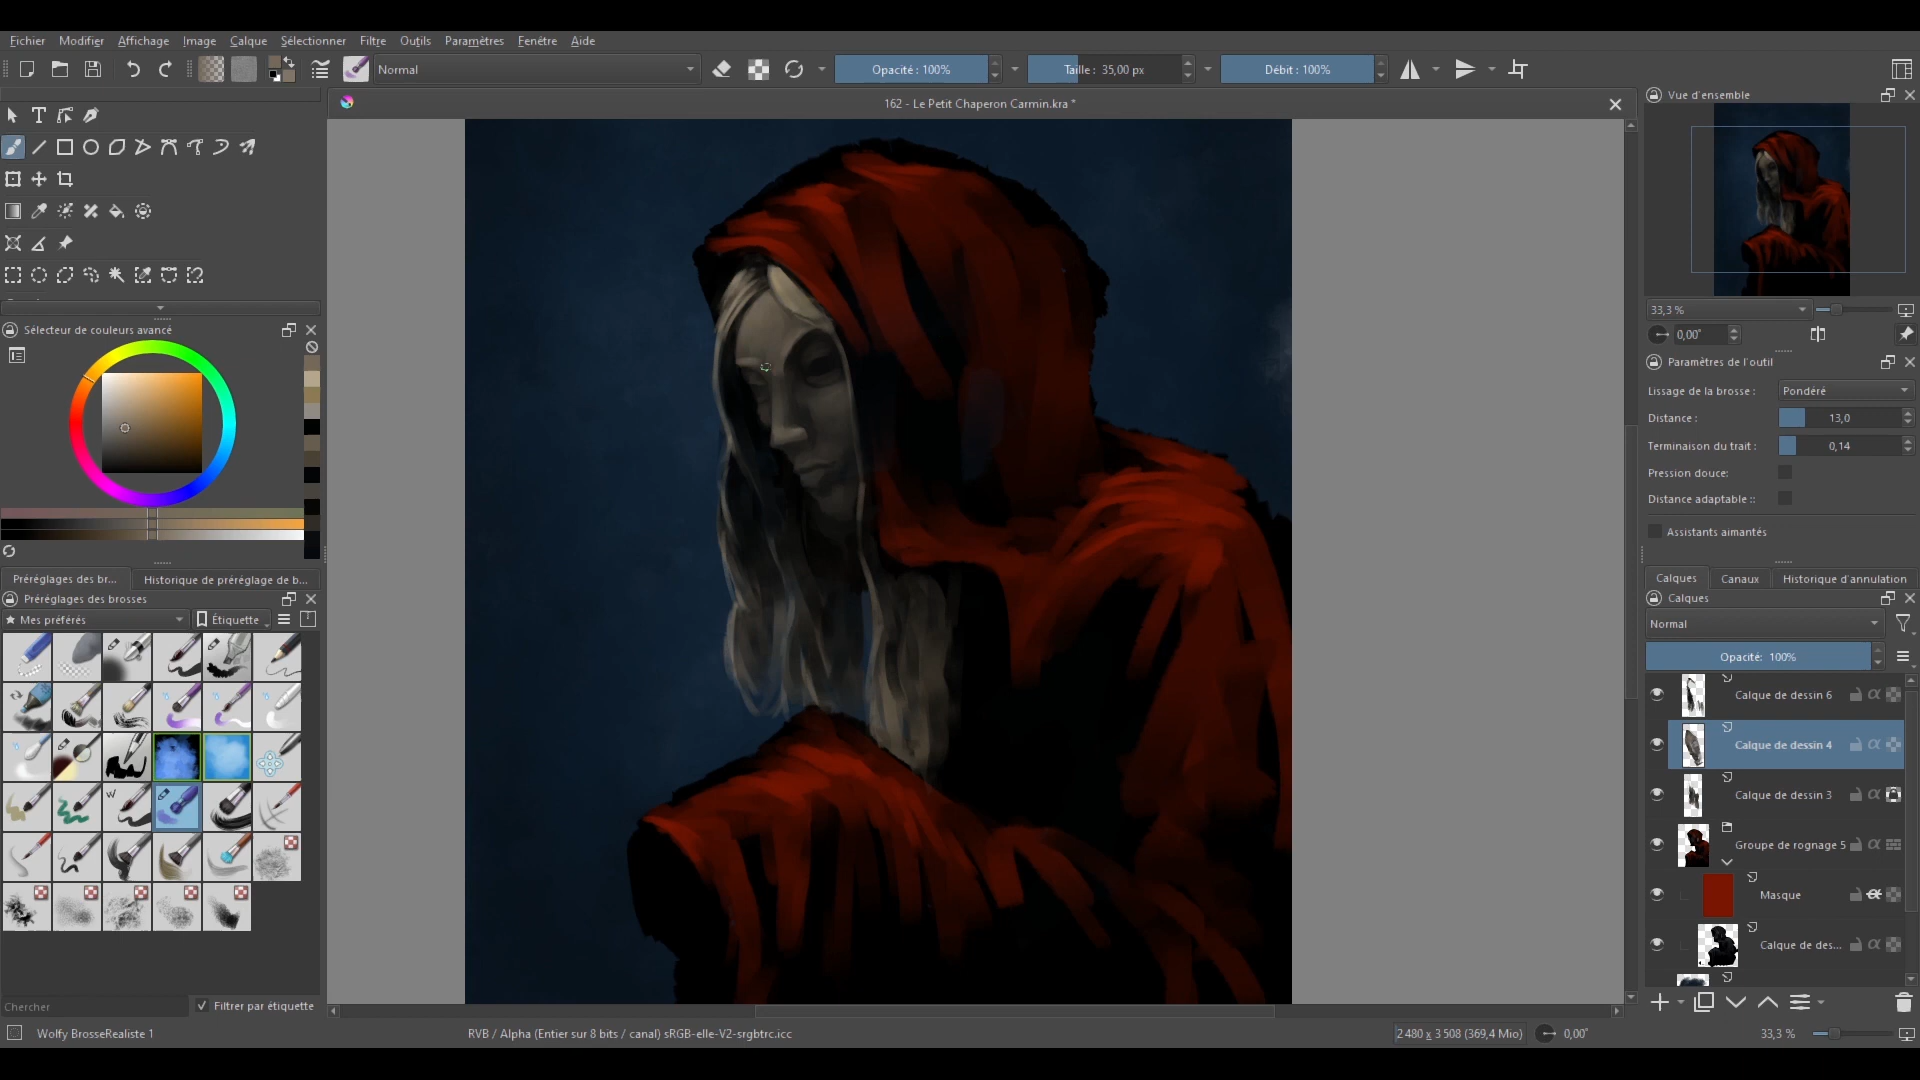 Fichier Modifier Affichage Image Calque Sélectionner Filtre Outils Paramètres Fenêtre Aide
Normal
Opacité : 100%
Taille : 35,00 px
Débit : 100%
162 - Le Petit Chaperon Carmin.kra *
Vue d'ensemble
33,3 %
0,00°
Sélecteur de couleurs avancé
Paramètres de l'outil
Lissage de la brosse :
Pondéré
Distance :
13,0
Terminaison du trait :
0,14
Pression douce:
Distance adaptable ::
Assistants aimantés
Préréglages des br...
Historique de préréglage de b...
Préréglages des brosses
Mes préférés
Étiquette
Calques
Canaux
Historique d'annulation
Calques
Normal
Opacité: 100%
Calque de dessin 6
Calque de dessin 4
Calque de dessin 3
Groupe de rognage 5
Masque
Calque de des...
Chercher
Filtrer par étiquette
Wolfy BrosseRealiste 1
RVB / Alpha (Entier sur 8 bits / canal) sRGB-elle-V2-srgbtrc.icc
2 480 x 3 508 (369,4 Mio)
0,00°
33,3 %